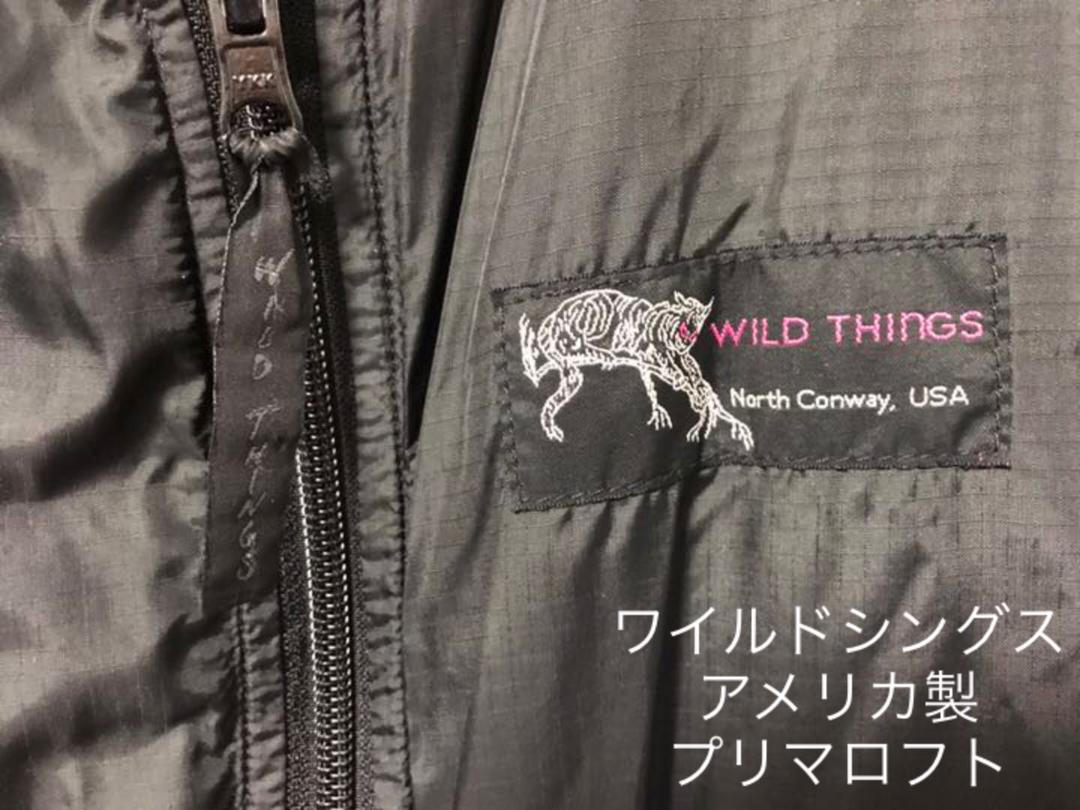 YKK
WILD THINGS
WILD THINGS
North Conway, USA
ワイルドシングス
アメリカ製
プリマロフト